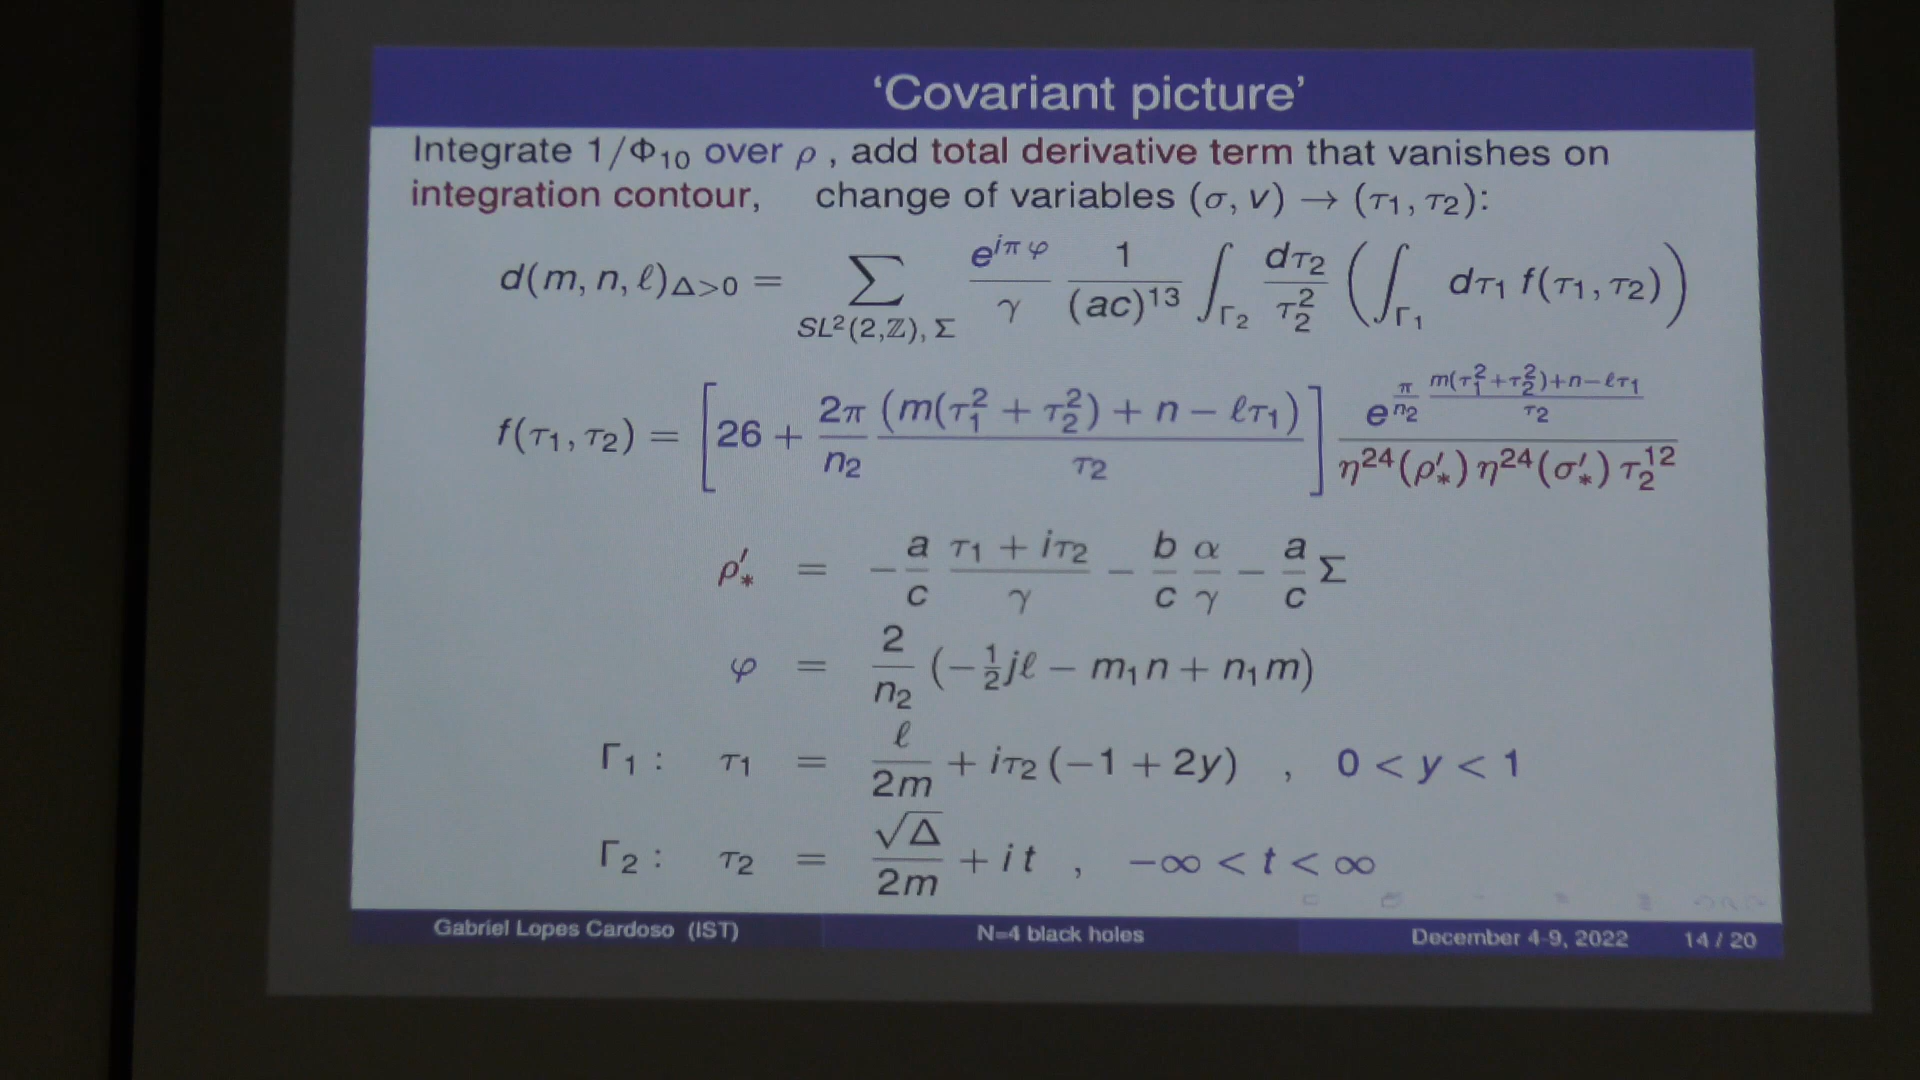 ‘Covariant picture’
Integrate 1/Φ₁₀ over ρ , add total derivative term that vanishes on
integration contour, change of variables (σ, v) → (τ₁, τ₂):
d(m, n, ℓ)_{Δ>0} = ∑_{SL²(2,ℤ), Σ} e^{iπφ}/γ 1/(ac)¹³ ∫_{Γ₂} dτ₂/τ₂² ( ∫_{Γ₁} dτ₁ f(τ₁, τ₂) )
f(τ₁, τ₂) = [ 26 + 2π/n₂ (m(τ₁² + τ₂²) + n − ℓτ₁)/τ₂ ] e^{π/n₂ (m(τ₁²+τ₂²)+n−ℓτ₁)/τ₂} / η²⁴(ρ′_*) η²⁴(σ′_*) τ₂¹²
ρ′_* = − a/c (τ₁ + iτ₂)/γ − b/c α/γ − a/c Σ
φ = 2/n₂ (−½jℓ − m₁n + n₁m)
Γ₁ : τ₁ = ℓ/2m + iτ₂ (−1 + 2y) , 0 < y < 1
Γ₂ : τ₂ = √Δ/2m + i t , −∞ < t < ∞
Gabriel Lopes Cardoso (IST) N=4 black holes December 4-9, 2022 14 / 20